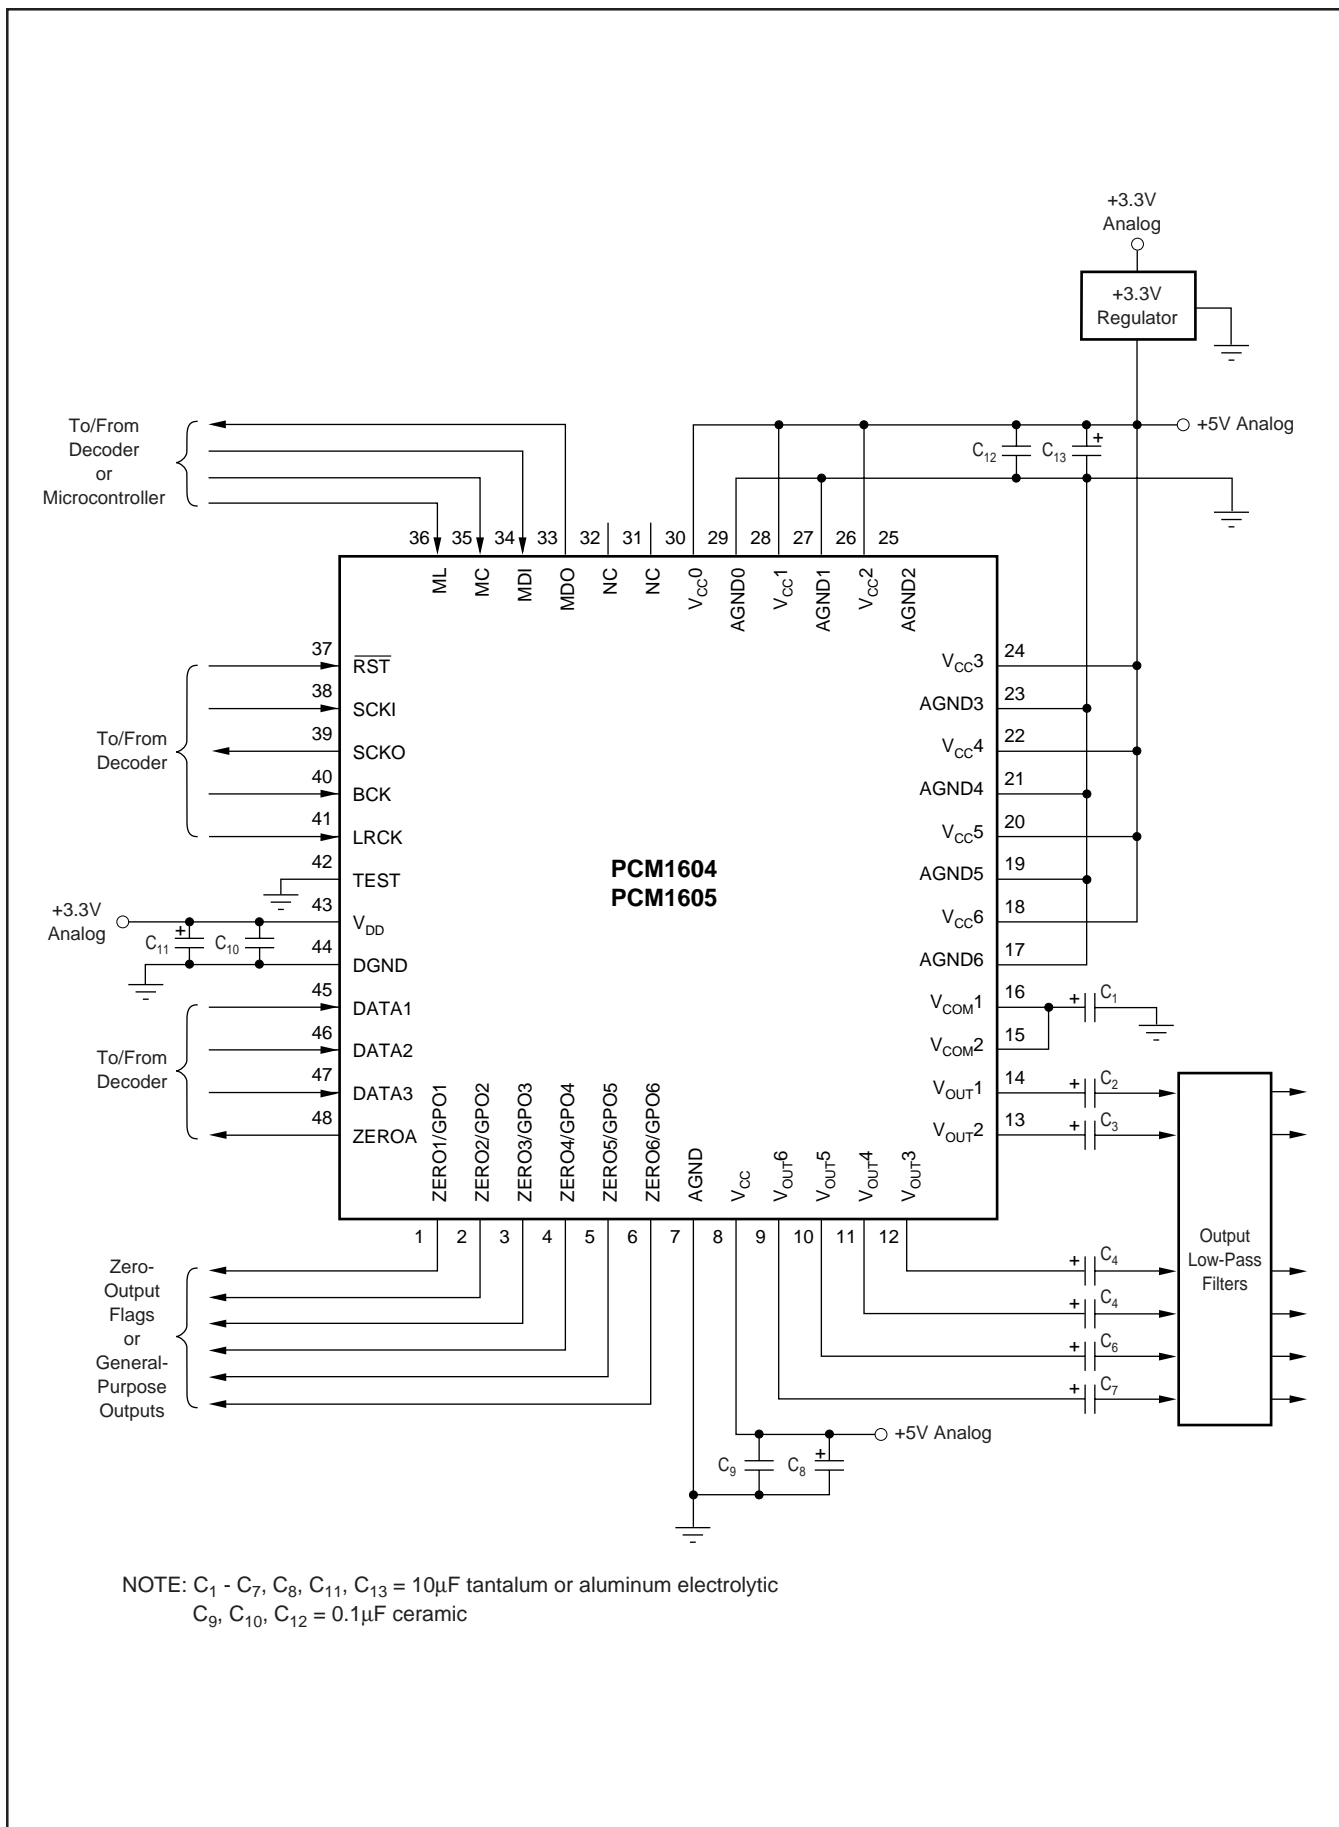 +3.3V
Analog
+3.3V
Regulator
To/From
Decoder
or
Microcontroller
+5V Analog
C12
C13
+
36 35 34 33 32 31 30 29 28 27 26 25
ML MC MDI MDO NC NC VCC0 AGND0 VCC1 AGND1 VCC2 AGND2
To/From
Decoder
37 RST
38 SCKI
39 SCKO
40 BCK
41 LRCK
42 TEST
+3.3V
Analog
C11
+
C10
43 VDD
44 DGND
To/From
Decoder
45 DATA1
46 DATA2
47 DATA3
48 ZEROA
PCM1604
PCM1605
VCC3 24
AGND3 23
VCC4 22
AGND4 21
VCC5 20
AGND5 19
VCC6 18
AGND6 17
VCOM1 16 + C1
VCOM2 15
VOUT1 14 + C2
VOUT2 13 + C3
ZERO1/GPO1 ZERO2/GPO2 ZERO3/GPO3 ZERO4/GPO4 ZERO5/GPO5 ZERO6/GPO6 AGND VCC VOUT6 VOUT5 VOUT4 VOUT3
1 2 3 4 5 6 7 8 9 10 11 12
Zero-
Output
Flags
or
General-
Purpose
Outputs
+ C4
+ C4
+ C6
+ C7
Output
Low-Pass
Filters
C9
C8
+
+5V Analog
NOTE: C1 - C7, C8, C11, C13 = 10µF tantalum or aluminum electrolytic
C9, C10, C12 = 0.1µF ceramic